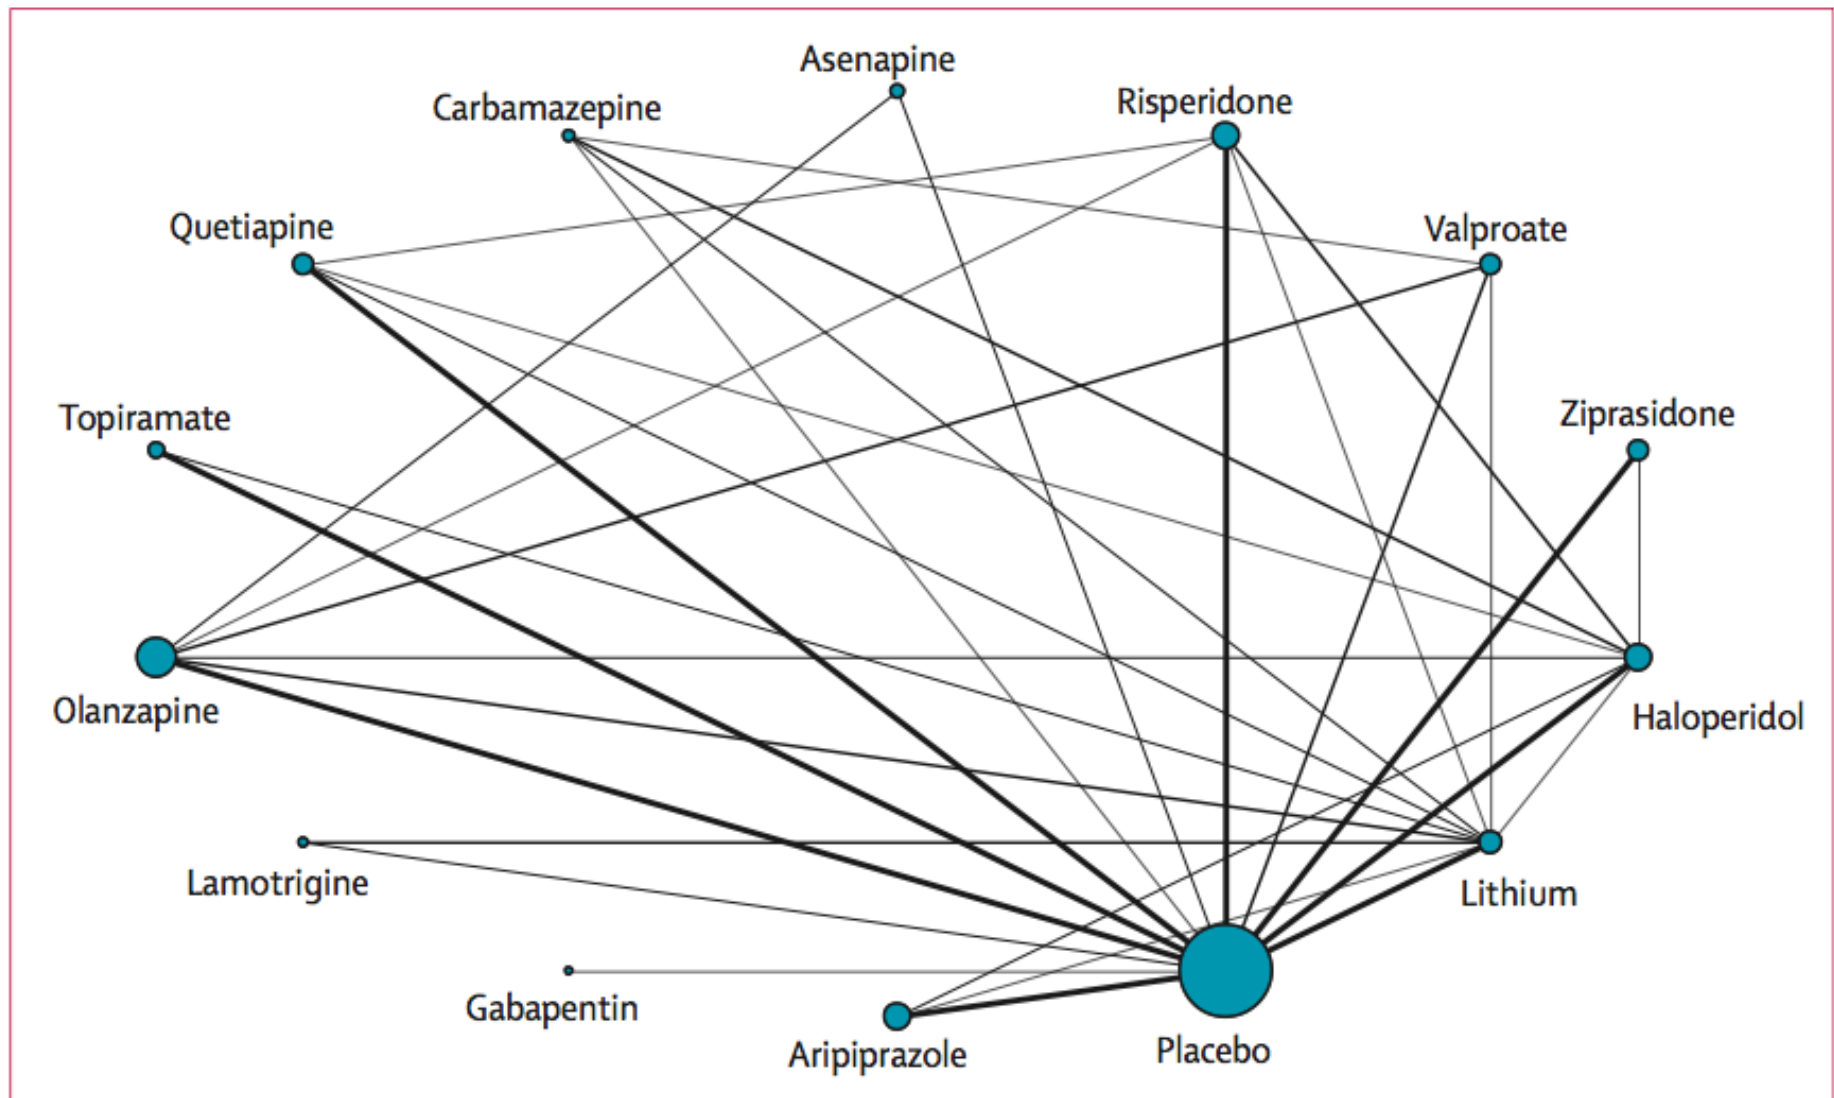 Asenapine
Risperidone
Carbamazepine
Quetiapine
Valproate
Topiramate
Ziprasidone
Olanzapine
Haloperidol
Lamotrigine
Lithium
Gabapentin
Aripiprazole
Placebo